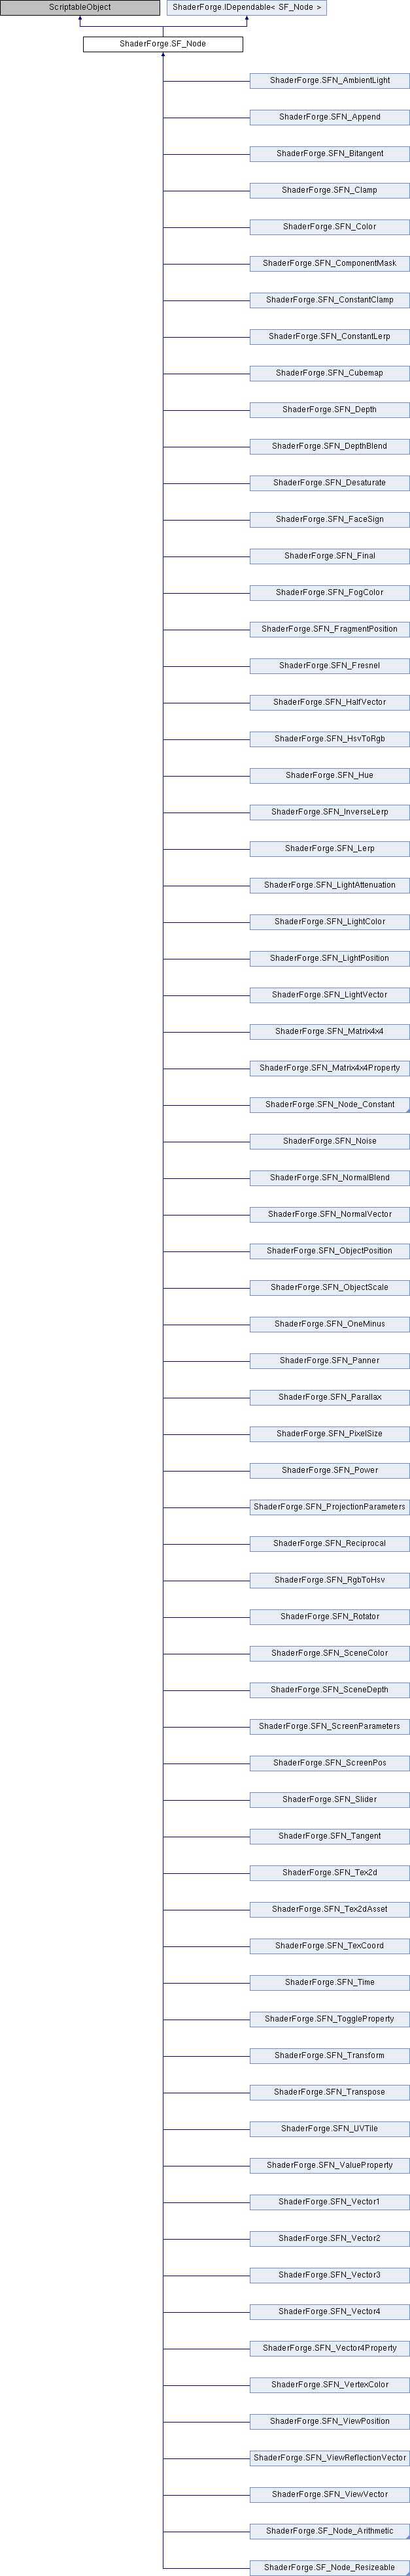 ScriptableObject
ShaderForge.IDependable< SF_Node >
ShaderForge.SF_Node
ShaderForge.SFN_AmbientLight
ShaderForge.SFN_Append
ShaderForge.SFN_Bitangent
ShaderForge.SFN_Clamp
ShaderForge.SFN_Color
ShaderForge.SFN_ComponentMask
ShaderForge.SFN_ConstantClamp
ShaderForge.SFN_ConstantLerp
ShaderForge.SFN_Cubemap
ShaderForge.SFN_Depth
ShaderForge.SFN_DepthBlend
ShaderForge.SFN_Desaturate
ShaderForge.SFN_FaceSign
ShaderForge.SFN_Final
ShaderForge.SFN_FogColor
ShaderForge.SFN_FragmentPosition
ShaderForge.SFN_Fresnel
ShaderForge.SFN_HalfVector
ShaderForge.SFN_HsvToRgb
ShaderForge.SFN_Hue
ShaderForge.SFN_InverseLerp
ShaderForge.SFN_Lerp
ShaderForge.SFN_LightAttenuation
ShaderForge.SFN_LightColor
ShaderForge.SFN_LightPosition
ShaderForge.SFN_LightVector
ShaderForge.SFN_Matrix4x4
ShaderForge.SFN_Matrix4x4Property
ShaderForge.SFN_Node_Constant
ShaderForge.SFN_Noise
ShaderForge.SFN_NormalBlend
ShaderForge.SFN_NormalVector
ShaderForge.SFN_ObjectPosition
ShaderForge.SFN_ObjectScale
ShaderForge.SFN_OneMinus
ShaderForge.SFN_Panner
ShaderForge.SFN_Parallax
ShaderForge.SFN_PixelSize
ShaderForge.SFN_Power
ShaderForge.SFN_ProjectionParameters
ShaderForge.SFN_Reciprocal
ShaderForge.SFN_RgbToHsv
ShaderForge.SFN_Rotator
ShaderForge.SFN_SceneColor
ShaderForge.SFN_SceneDepth
ShaderForge.SFN_ScreenParameters
ShaderForge.SFN_ScreenPos
ShaderForge.SFN_Slider
ShaderForge.SFN_Tangent
ShaderForge.SFN_Tex2d
ShaderForge.SFN_Tex2dAsset
ShaderForge.SFN_TexCoord
ShaderForge.SFN_Time
ShaderForge.SFN_ToggleProperty
ShaderForge.SFN_Transform
ShaderForge.SFN_Transpose
ShaderForge.SFN_UVTile
ShaderForge.SFN_ValueProperty
ShaderForge.SFN_Vector1
ShaderForge.SFN_Vector2
ShaderForge.SFN_Vector3
ShaderForge.SFN_Vector4
ShaderForge.SFN_Vector4Property
ShaderForge.SFN_VertexColor
ShaderForge.SFN_ViewPosition
ShaderForge.SFN_ViewReflectionVector
ShaderForge.SFN_ViewVector
ShaderForge.SF_Node_Arithmetic
ShaderForge.SF_Node_Resizeable